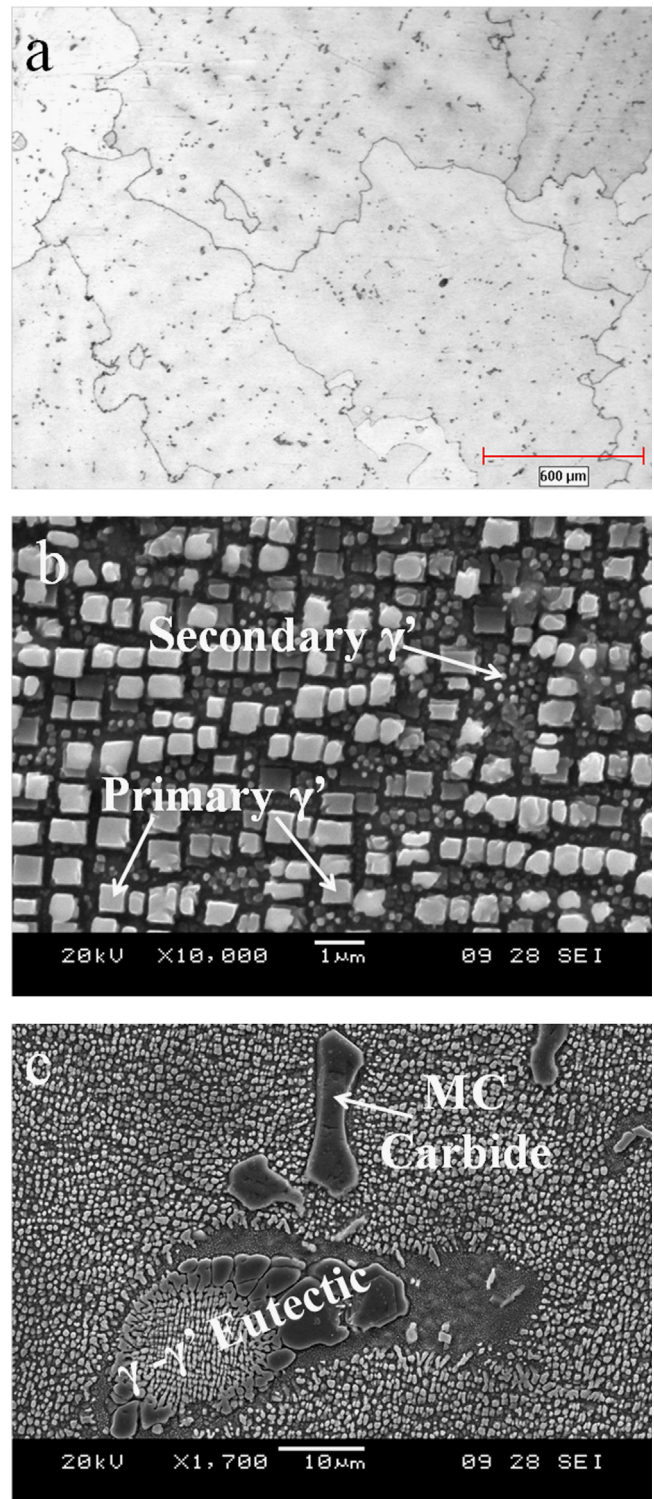 a
600 µm
b
Secondary γ'
Primary γ'
20kV X10,000 1µm 09 28 SEI
c
MC
Carbide
γ -γ' Eutectic
20kV X1,700 10µm 09 28 SEI